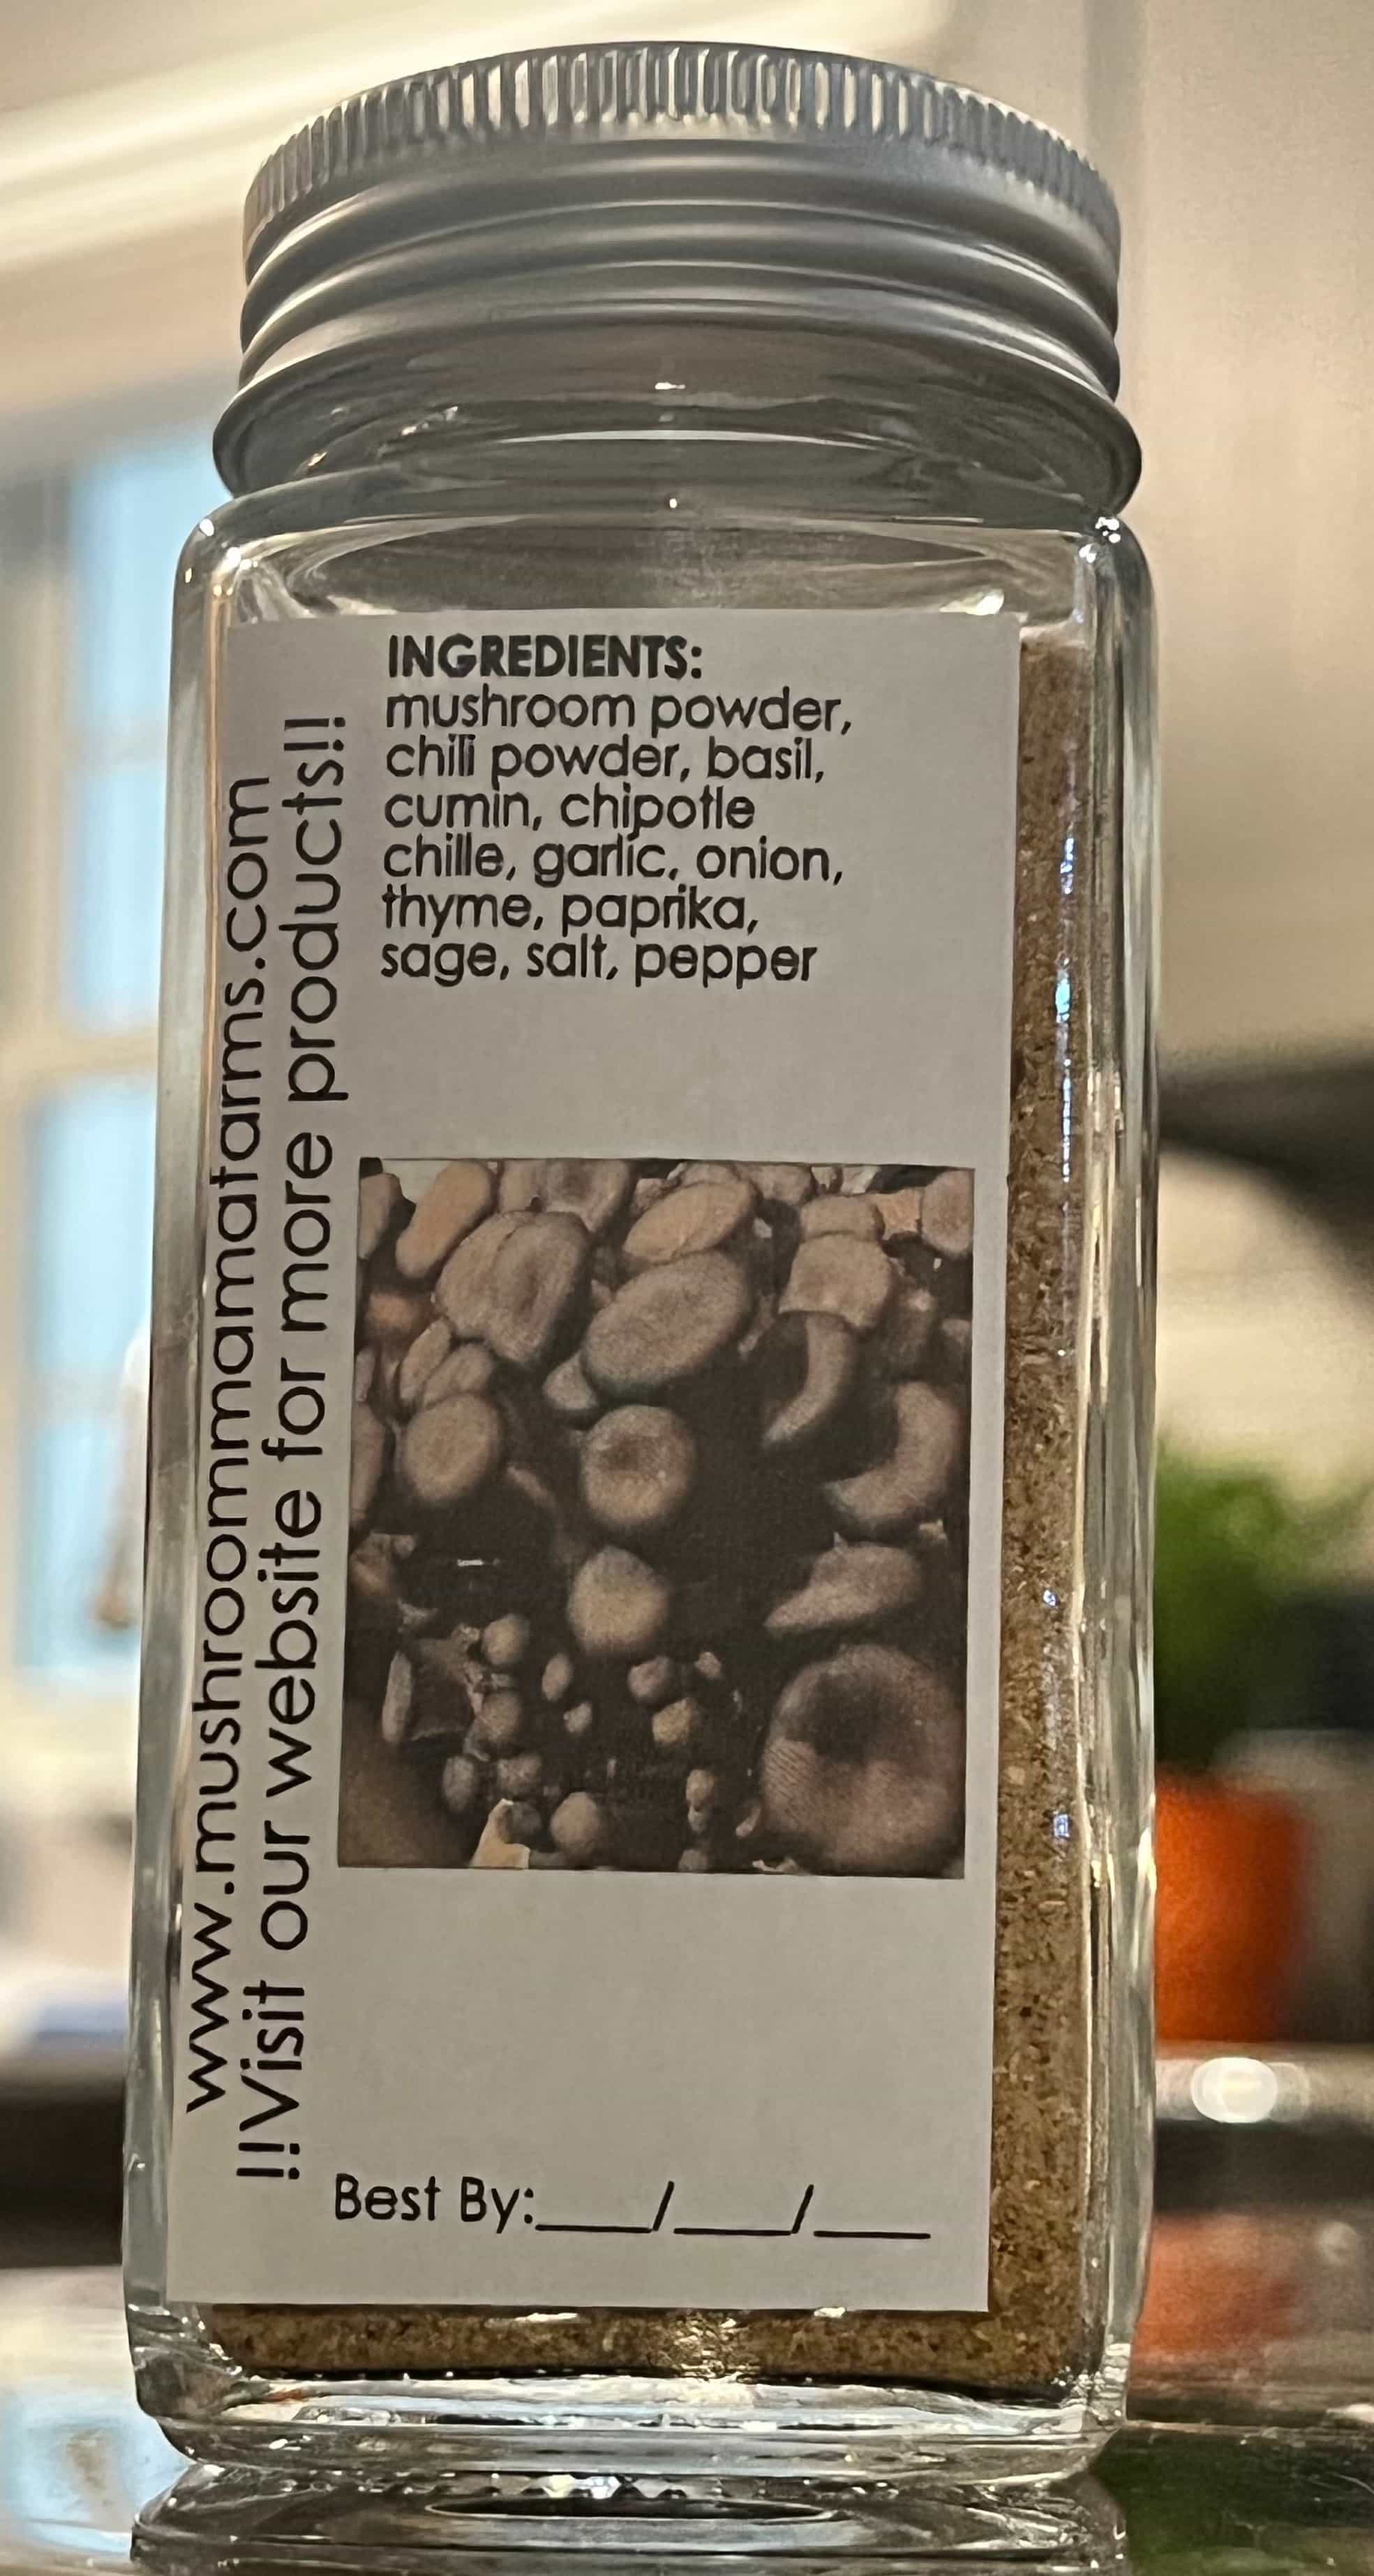 INGREDIENTS:
mushroom powder,
chili powder, basil,
cumin, chipotle
chille, garlic, onion,
thyme, paprika,
sage, salt, pepper
www.mushroommamafarms.com
!!Visit our website for more products!!
Best By:___/___/___